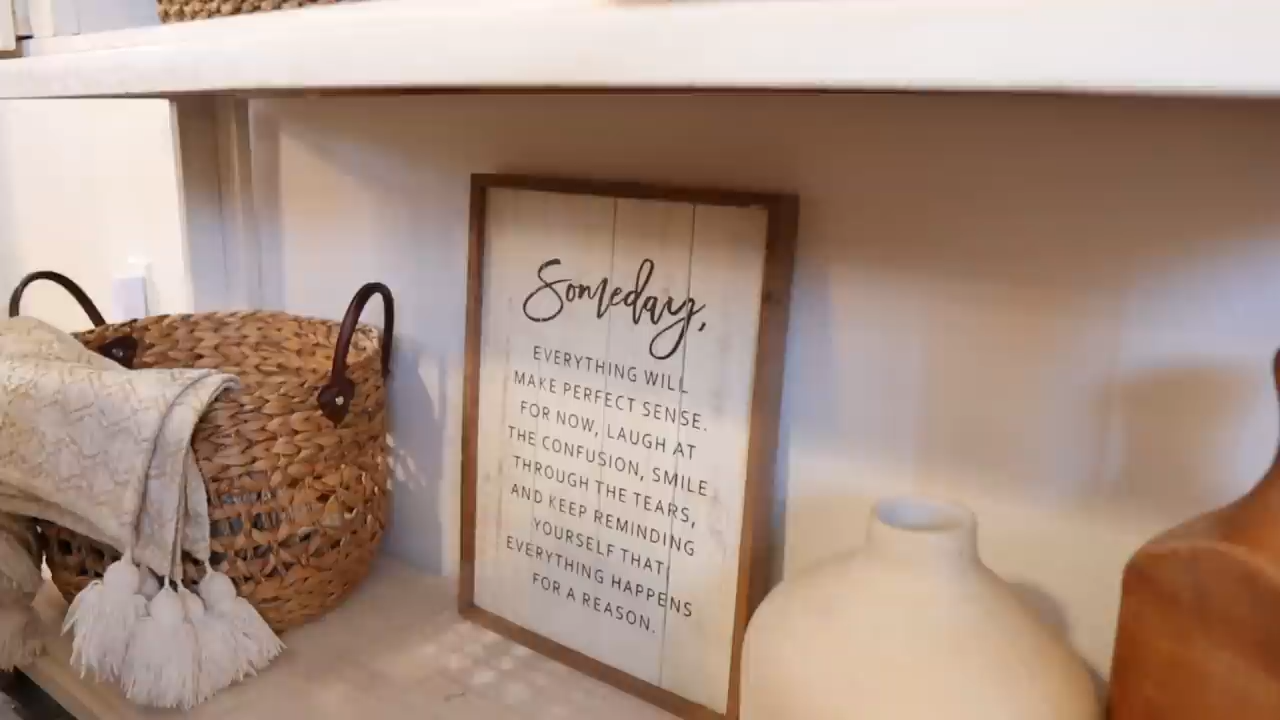 Someday,
EVERYTHING WILL
MAKE PERFECT SENSE.
FOR NOW, LAUGH AT
THE CONFUSION, SMILE
THROUGH THE TEARS,
AND KEEP REMINDING
YOURSELF THAT
EVERYTHING HAPPENS
FOR A REASON.